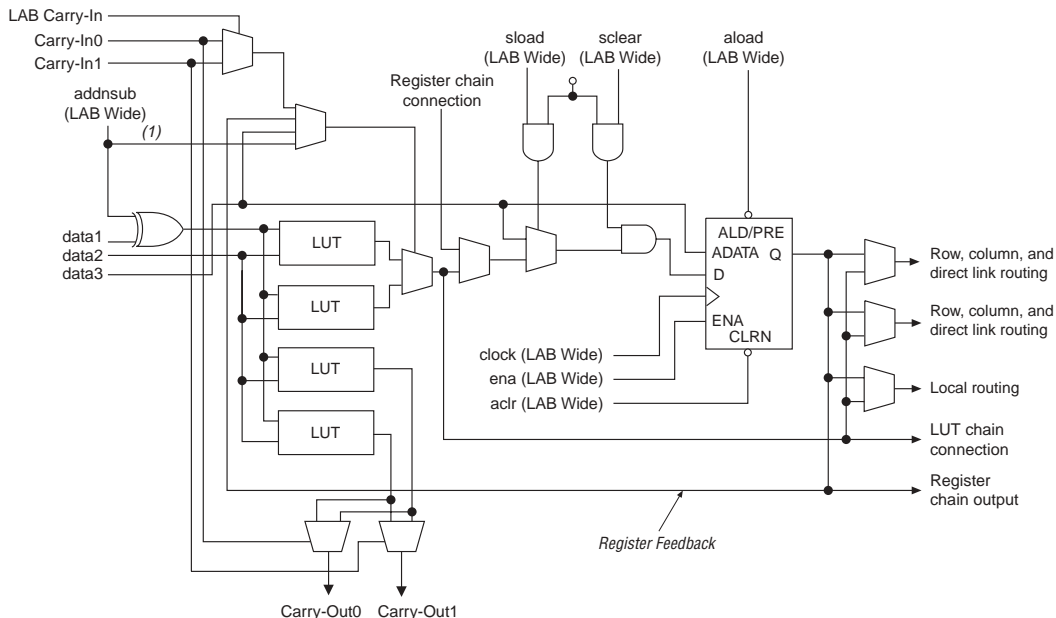 LAB Carry-In
Carry-In0
Carry-In1
addnsub
(LAB Wide)
(1)
data1
data2
data3
Register chain
connection
sload
(LAB Wide)
sclear
(LAB Wide)
aload
(LAB Wide)
LUT
LUT
LUT
LUT
ALD/PRE
ADATA Q
D
ENA
CLRN
clock (LAB Wide)
ena (LAB Wide)
aclr (LAB Wide)
Row, column, and
direct link routing
Row, column, and
direct link routing
Local routing
LUT chain
connection
Register
chain output
Register Feedback
Carry-Out0
Carry-Out1